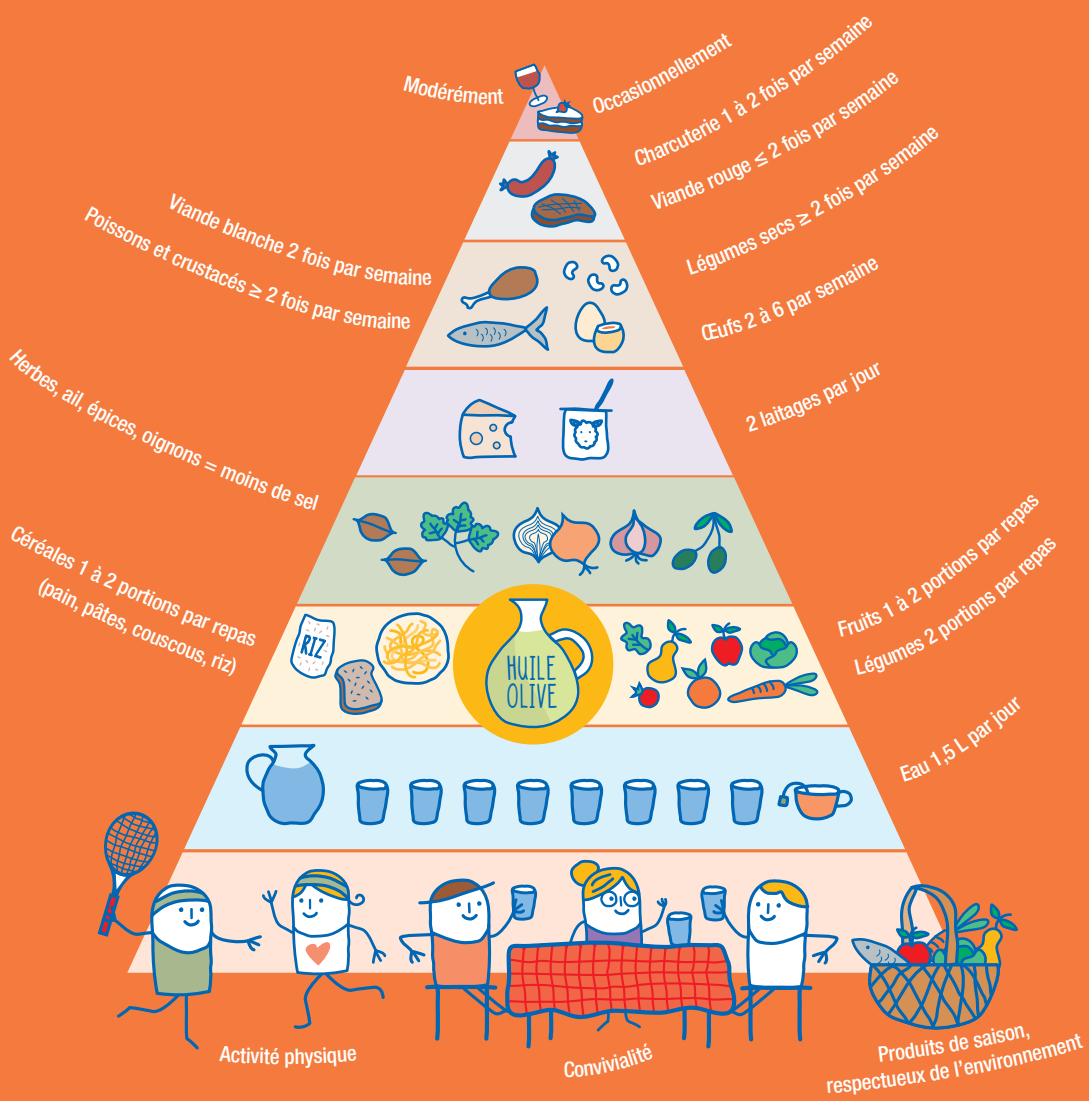 Modérément
Occasionnellement
Charcuterie 1 à 2 fois par semaine
Viande rouge ≤ 2 fois par semaine
Viande blanche 2 fois par semaine
Poissons et crustacés ≥ 2 fois par semaine
Légumes secs ≥ 2 fois par semaine
Œufs 2 à 6 par semaine
2 laitages par jour
Herbes, ail, épices, oignons = moins de sel
Céréales 1 à 2 portions par repas
(pain, pâtes, couscous, riz)
RIZ
HUILE
OLIVE
Fruits 1 à 2 portions par repas
Légumes 2 portions par repas
Eau 1,5 L par jour
Activité physique
Convivialité
Produits de saison,
respectueux de l'environnement